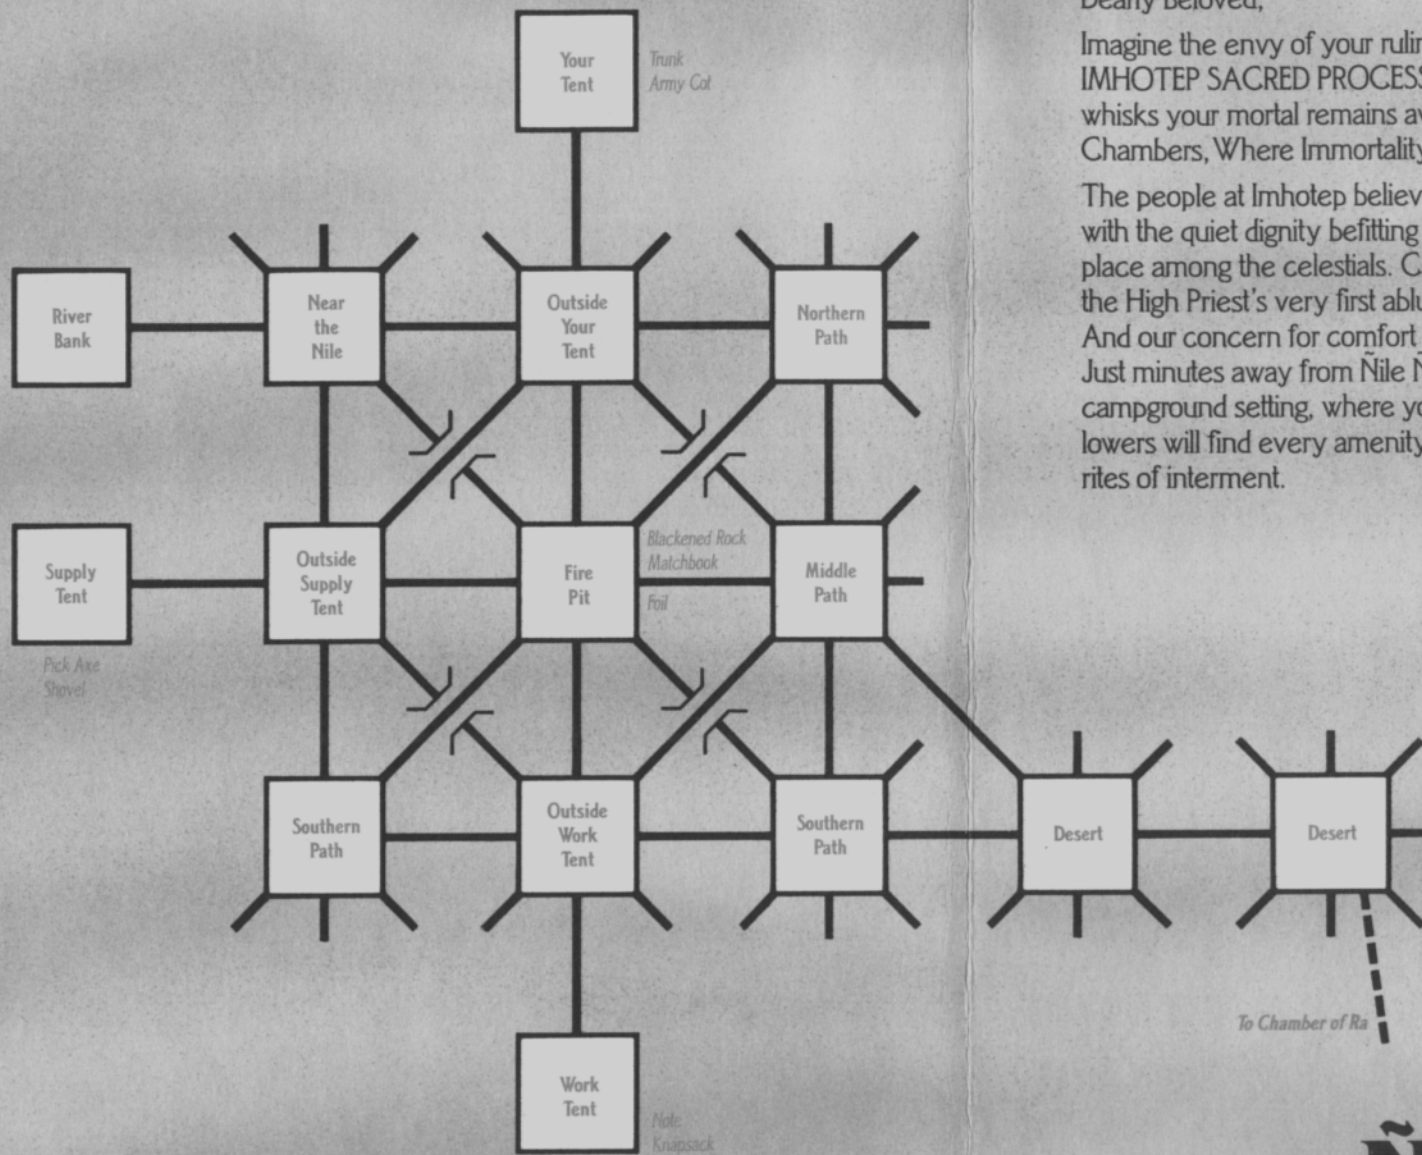 Your
Tent
Trunk
Army Cot
River
Bank
Near
the
Nile
Outside
Your
Tent
Northern
Path
Supply
Tent
Pick Axe
Shovel
Outside
Supply
Tent
Fire
Pit
Blackened Rock
Matchbook
Foil
Middle
Path
Southern
Path
Outside
Work
Tent
Southern
Path
Desert
Desert
To Chamber of Ra
Work
Tent
Note
Knapsack
Dearly Beloved,
Imagine the envy of your rulin
IMHOTEP SACRED PROCESS
whisks your mortal remains av
Chambers, Where Immortality
The people at Imhotep believ
with the quiet dignity befitting
place among the celestials. C
the High Priest's very first ablu
And our concern for comfort
Just minutes away from Ñile
campground setting, where yo
lowers will find every amenity
rites of interment.
Ñ